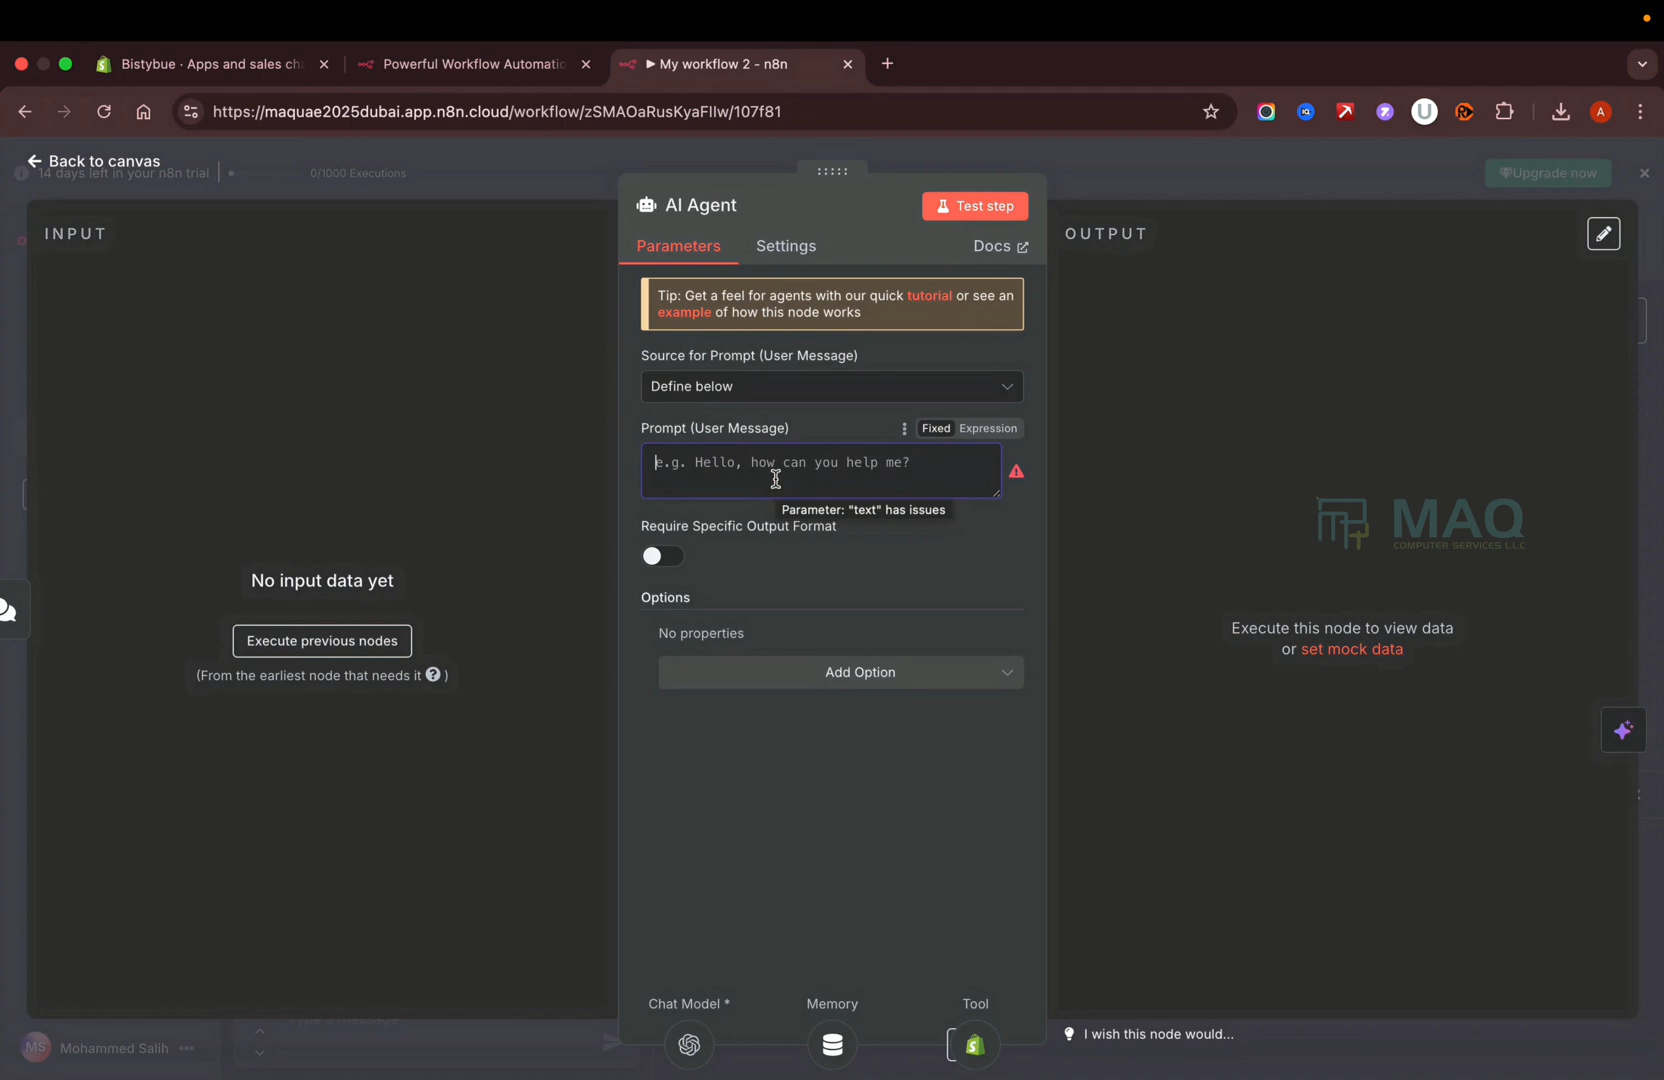 Bistybue · Apps and sales ch
Powerful Workflow Automatic
My workflow 2 - n8n
https://maquae2025dubai.app.n8n.cloud/workflow/zSMAOaRusKyaFIlw/107f81
Back to canvas
14 days left in your n8n trial
0/1000 Executions
Upgrade now
INPUT
AI Agent
Test step
OUTPUT
Parameters
Settings
Docs
Tip: Get a feel for agents with our quick tutorial or see an
example of how this node works
Source for Prompt (User Message)
Define below
Prompt (User Message)
Fixed
Expression
e.g. Hello, how can you help me?
Parameter: "text" has issues
Require Specific Output Format
MAQ
COMPUTER SERVICES L.L.C
No input data yet
Options
No properties
Execute this node to view data
or set mock data
Execute previous nodes
(From the earliest node that needs it ? )
Add Option
Chat Model *
Memory
Tool
Type a message
I wish this node would...
MS
Mohammed Salih